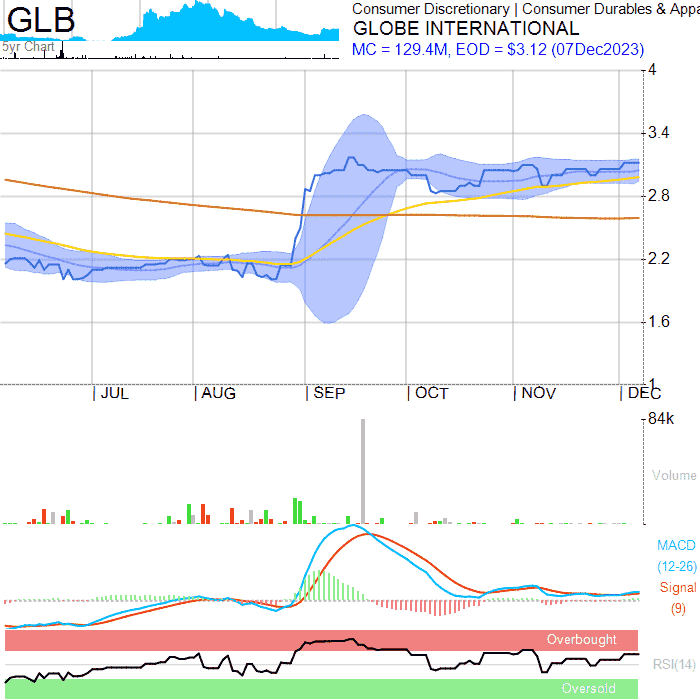 GLB
5yr Chart
Consumer Discretionary | Consumer Durables & Appa
GLOBE INTERNATIONAL
MC = 129.4M, EOD = $3.12 (07Dec2023)
4
3.4
2.8
2.2
1.6
1
JUL
AUG
SEP
OCT
NOV
DEC
84k
Volume
MACD
(12-26)
Signal
(9)
Overbought
RSI(14)
Oversold